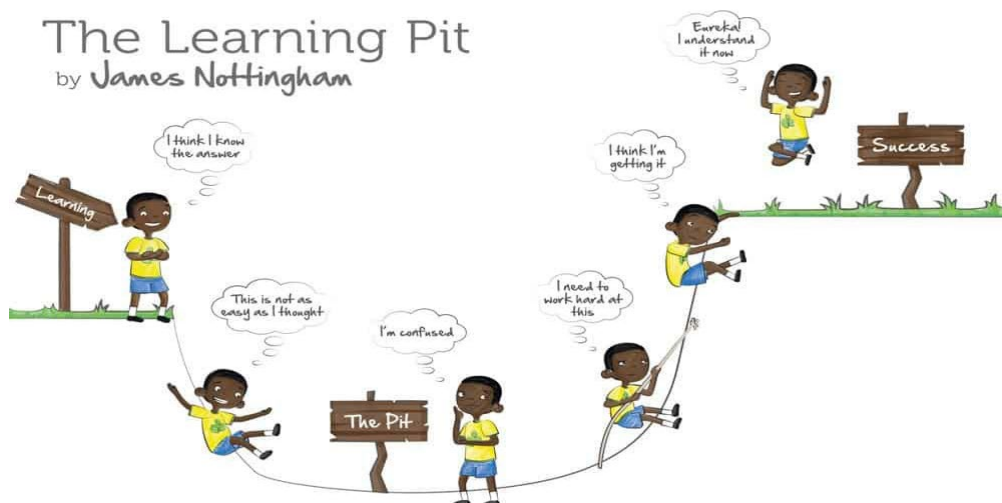 The Learning Pit
by James Nottingham
I think I know
the answer
Learning
This is not as
easy as I thought
I'm confused
The Pit
I need to
work hard at
this
I think I'm
getting it
Eureka!
I understand
it now
Success